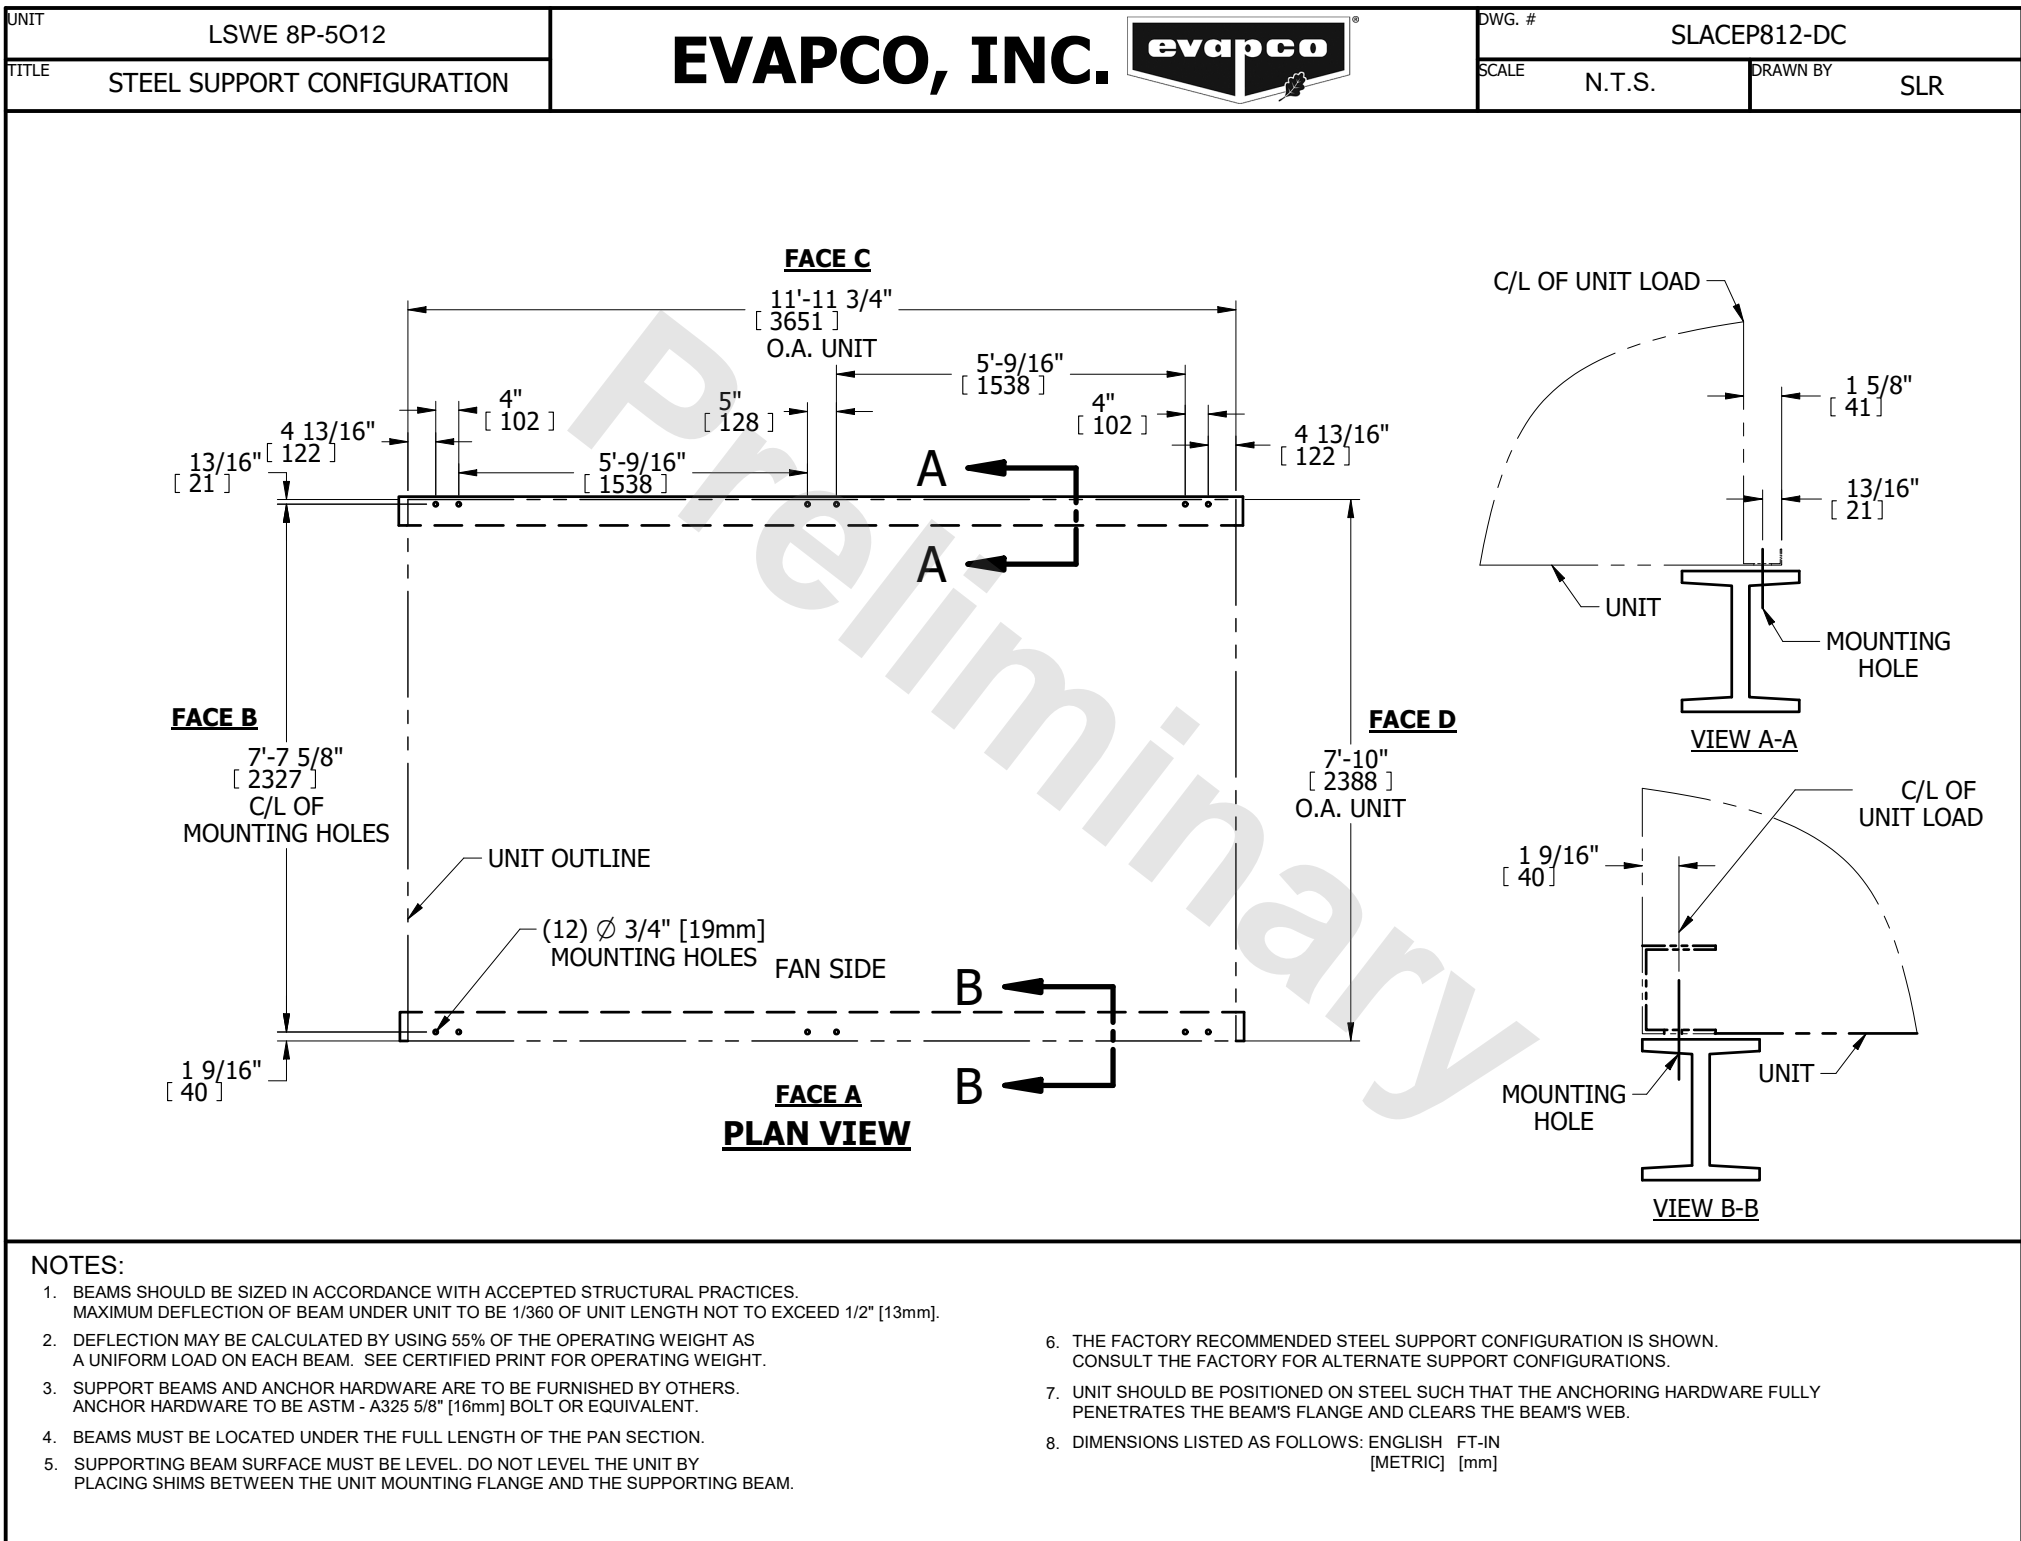 UNIT
LSWE 8P-5O12
TITLE
STEEL SUPPORT CONFIGURATION
EVAPCO, INC.
evapco
®
DWG. #
SLACEP812-DC
SCALE
N.T.S.
DRAWN BY
SLR
FACE C
11'-11 3/4"
[ 3651 ]
O.A. UNIT
5'-9/16"
[ 1538 ]
4"
[ 102 ]
5"
[ 128 ]
4"
[ 102 ]
4 13/16"
[ 122 ]
4 13/16"
[ 122 ]
13/16"
[ 21 ]
5'-9/16"
[ 1538 ]
A
A
FACE B
7'-7 5/8"
[ 2327 ]
C/L OF
MOUNTING HOLES
FACE D
7'-10"
[ 2388 ]
O.A. UNIT
UNIT OUTLINE
(12) Ø 3/4" [19mm]
MOUNTING HOLES
FAN SIDE
B
B
1 9/16"
[ 40 ]
FACE A
PLAN VIEW
Preliminary
C/L OF UNIT LOAD
1 5/8"
[ 41]
13/16"
[ 21]
UNIT
MOUNTING
HOLE
VIEW A-A
C/L OF
UNIT LOAD
1 9/16"
[ 40]
UNIT
MOUNTING
HOLE
VIEW B-B
NOTES:
1. BEAMS SHOULD BE SIZED IN ACCORDANCE WITH ACCEPTED STRUCTURAL PRACTICES.
MAXIMUM DEFLECTION OF BEAM UNDER UNIT TO BE 1/360 OF UNIT LENGTH NOT TO EXCEED 1/2" [13mm].
2. DEFLECTION MAY BE CALCULATED BY USING 55% OF THE OPERATING WEIGHT AS
A UNIFORM LOAD ON EACH BEAM. SEE CERTIFIED PRINT FOR OPERATING WEIGHT.
3. SUPPORT BEAMS AND ANCHOR HARDWARE ARE TO BE FURNISHED BY OTHERS.
ANCHOR HARDWARE TO BE ASTM - A325 5/8" [16mm] BOLT OR EQUIVALENT.
4. BEAMS MUST BE LOCATED UNDER THE FULL LENGTH OF THE PAN SECTION.
5. SUPPORTING BEAM SURFACE MUST BE LEVEL. DO NOT LEVEL THE UNIT BY
PLACING SHIMS BETWEEN THE UNIT MOUNTING FLANGE AND THE SUPPORTING BEAM.
6. THE FACTORY RECOMMENDED STEEL SUPPORT CONFIGURATION IS SHOWN.
CONSULT THE FACTORY FOR ALTERNATE SUPPORT CONFIGURATIONS.
7. UNIT SHOULD BE POSITIONED ON STEEL SUCH THAT THE ANCHORING HARDWARE FULLY
PENETRATES THE BEAM'S FLANGE AND CLEARS THE BEAM'S WEB.
8. DIMENSIONS LISTED AS FOLLOWS: ENGLISH FT-IN
[METRIC] [mm]